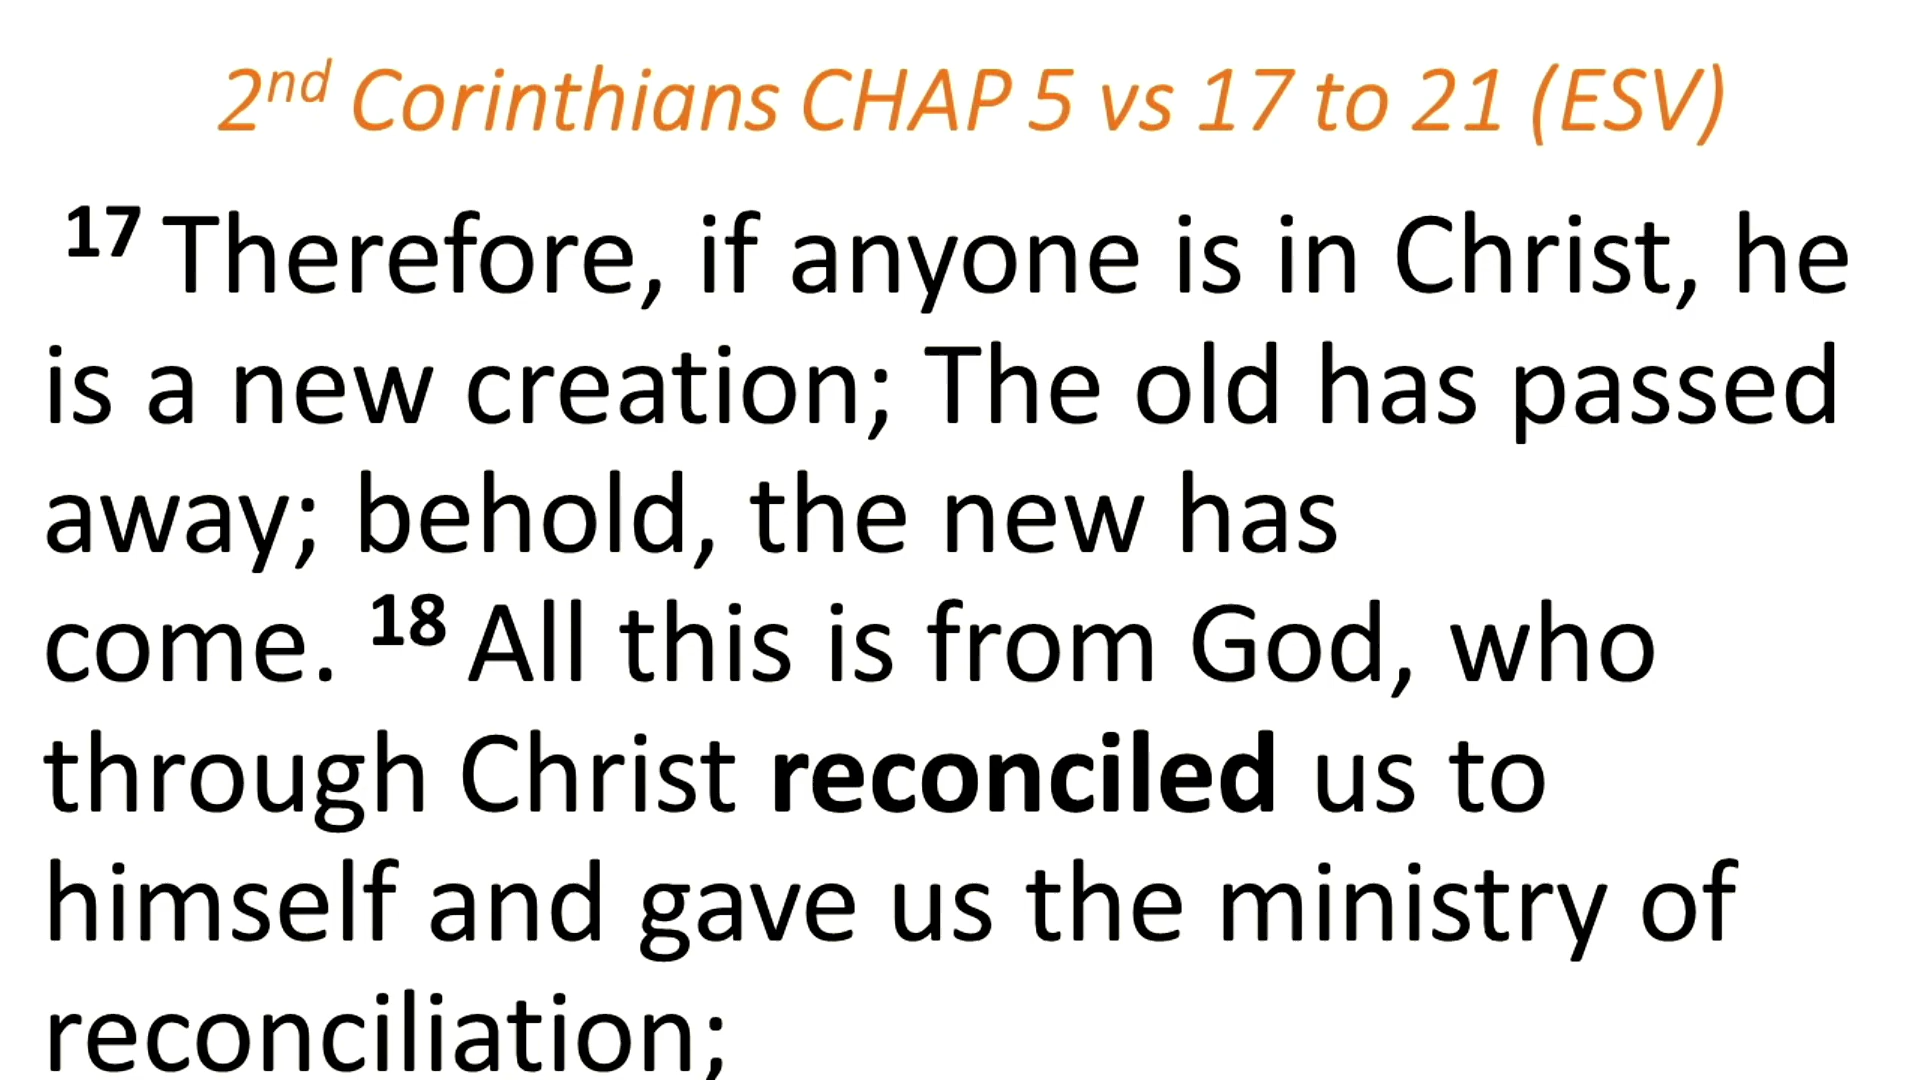 2nd Corinthians CHAP 5 vs 17 to 21 (ESV)
17 Therefore, if anyone is in Christ, he
is a new creation; The old has passed
away; behold, the new has
come. 18 All this is from God, who
through Christ reconciled us to
himself and gave us the ministry of
reconciliation;